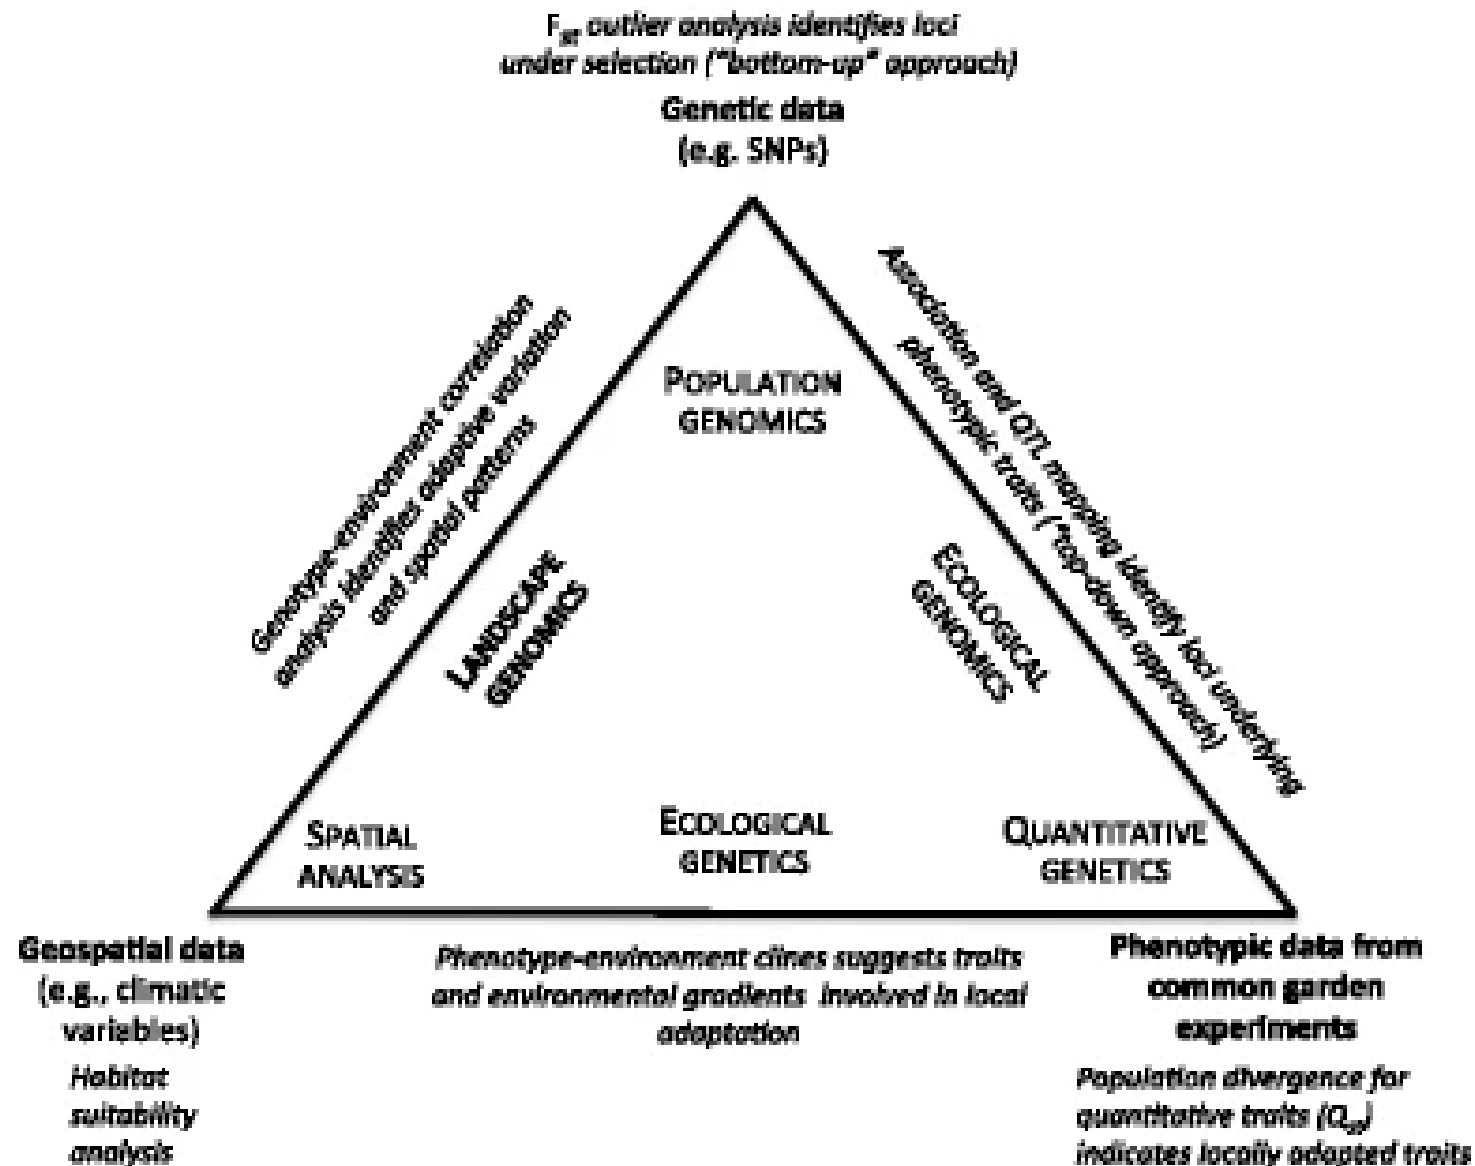 Fst outlier analysis identifies loci
under selection ("bottom-up" approach)
Genetic data
(e.g. SNPs)
Genotype-environment correlation
analysis identifies adaptive variation
and spatial patterns
Association and QTL mapping identify loci underlying
phenotypic traits ("top-down approach)
POPULATION
GENOMICS
LANDSCAPE
GENOMICS
ECOLOGICAL
GENOMICS
SPATIAL
ANALYSIS
ECOLOGICAL
GENETICS
QUANTITATIVE
GENETICS
Geospatial data
(e.g., climatic
variables)
Habitat
suitability
analysis
Phenotype-environment clines suggests traits
and environmental gradients involved in local
adaptation
Phenotypic data from
common garden
experiments
Population divergence for
quantitative traits (Qst)
indicates locally adapted traits